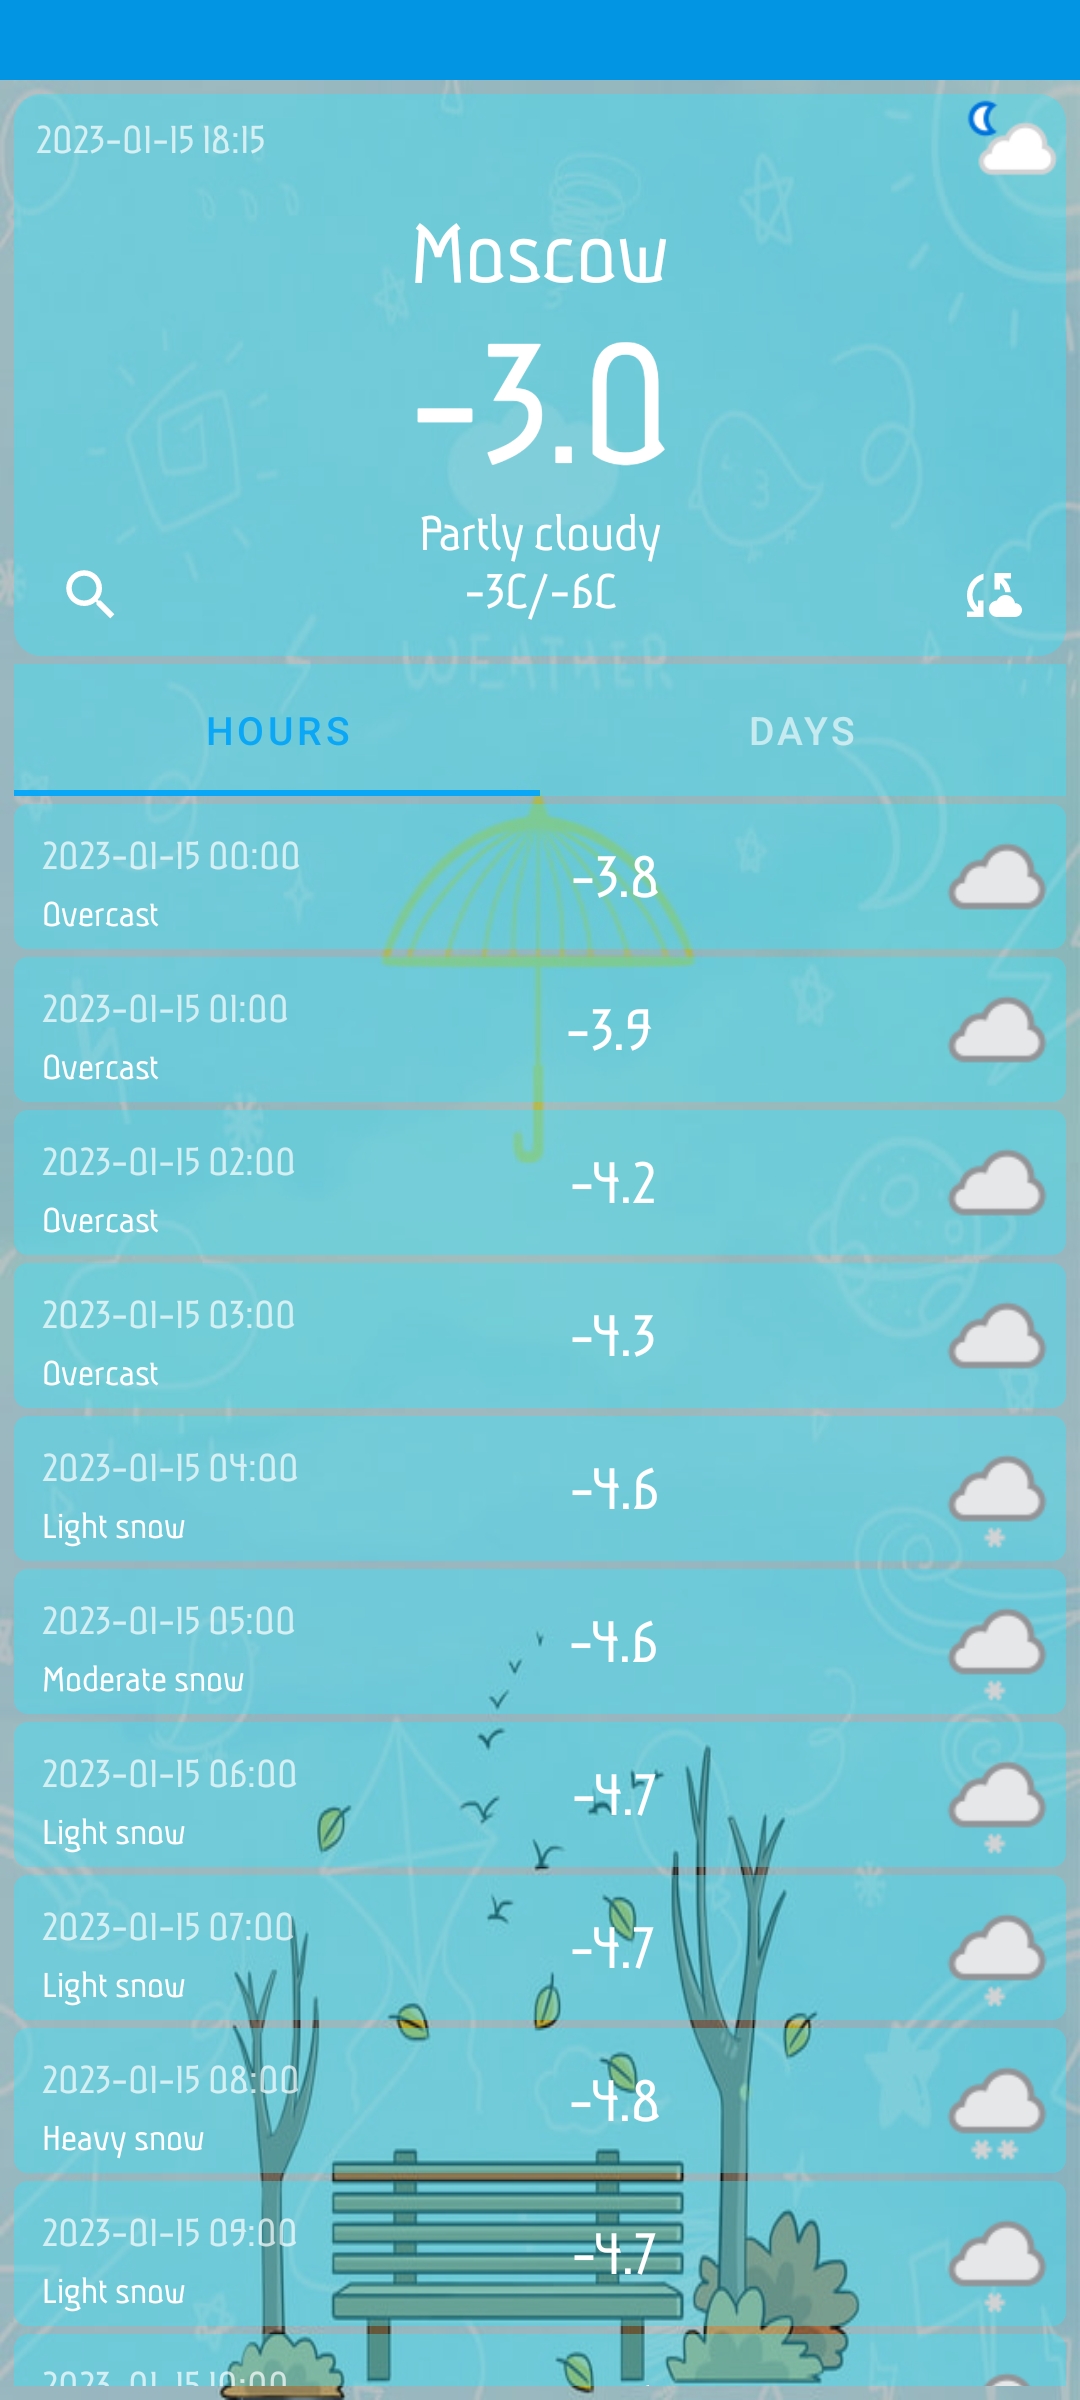 2023-01-15 18:15
Moscow
-3.0
Partly cloudy
-3C/-6C
WEATHER
HOURS
DAYS
2023-01-15 00:00
-3.8
Overcast
2023-01-15 01:00
-3.9
Overcast
2023-01-15 02:00
-4.2
Overcast
2023-01-15 03:00
-4.3
Overcast
2023-01-15 04:00
-4.6
Light snow
2023-01-15 05:00
-4.6
Moderate snow
2023-01-15 06:00
-4.7
Light snow
2023-01-15 07:00
-4.7
Light snow
2023-01-15 08:00
-4.8
Heavy snow
2023-01-15 09:00
-4.7
Light snow
2023-01-15 10:00